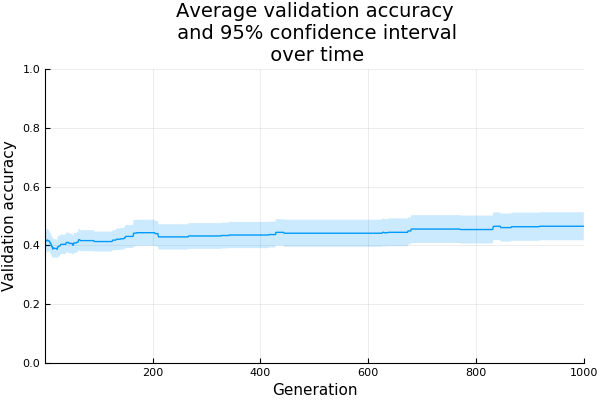 Average validation accuracy
and 95% confidence interval
over time
1.0
0.8
0.6
0.4
0.2
0.0
Validation accuracy
200
400
600
800
1000
Generation